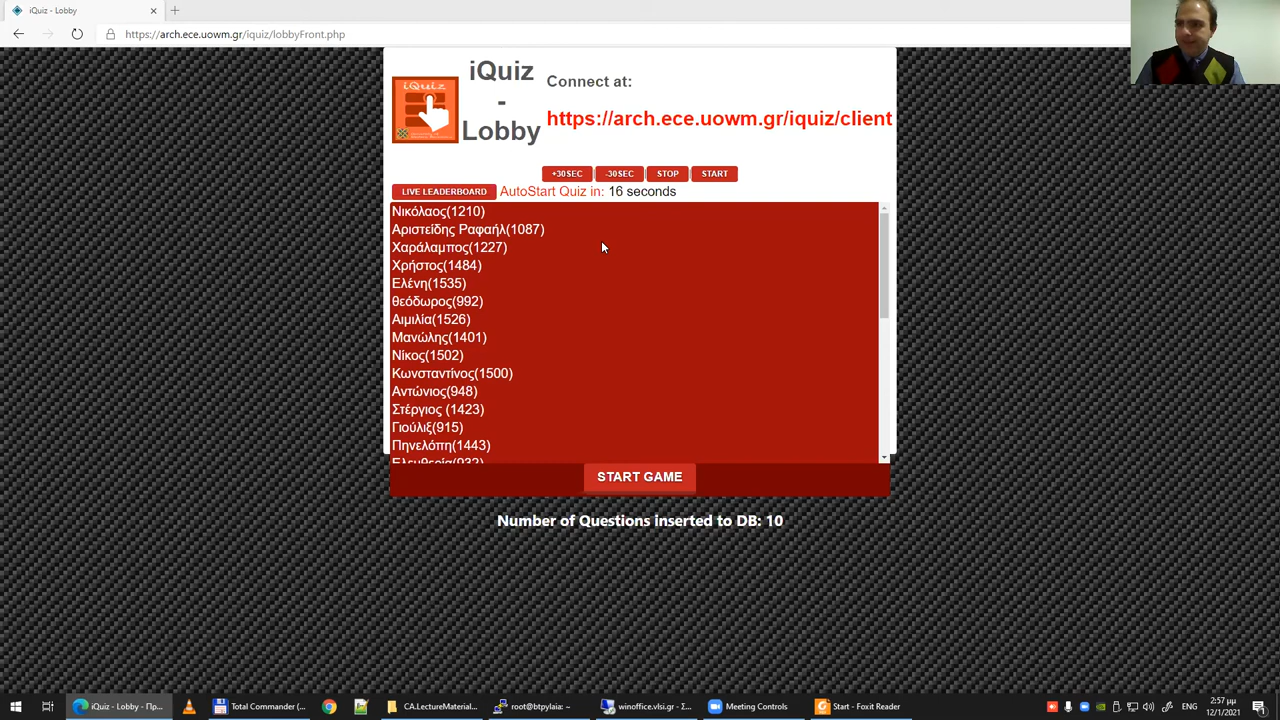 iQuiz - Lobby
https://arch.ece.uowm.gr/iquiz/lobbyFront.php
iQuiz
iQuiz
-
Lobby
Connect at:
https://arch.ece.uowm.gr/iquiz/client
+30SEC -30SEC STOP START
LIVE LEADERBOARD AutoStart Quiz in: 16 seconds
Νικόλαος(1210)
Αριστείδης Ραφαήλ(1087)
Χαράλαμπος(1227)
Χρήστος(1484)
Ελένη(1535)
θεόδωρος(992)
Αιμιλία(1526)
Μανώλης(1401)
Νίκος(1502)
Κωνσταντίνος(1500)
Αντώνιος(948)
Στέργιος (1423)
Γιούλιξ(915)
Πηνελόπη(1443)
Ελευθερία(932)
START GAME
Number of Questions inserted to DB: 10
iQuiz - Lobby - Πρ...
Total Commander (...
CA.LectureMaterial...
root@btpylaia: ~
winoffice.vlsi.gr - Σ...
Meeting Controls
Start - Foxit Reader
ENG
2:57 μμ
12/1/2021